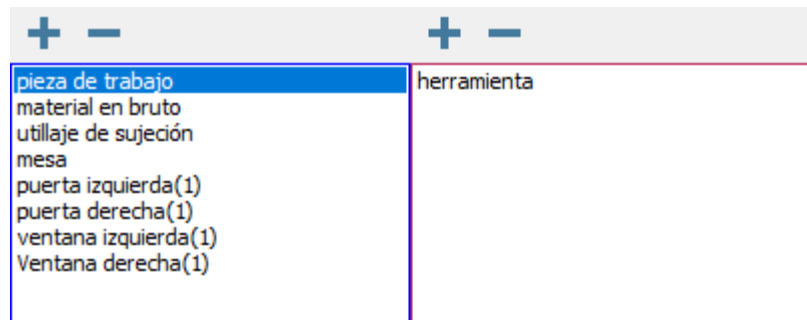 pieza de trabajo
material en bruto
utillaje de sujeción
mesa
puerta izquierda(1)
puerta derecha(1)
ventana izquierda(1)
Ventana derecha(1)
herramienta